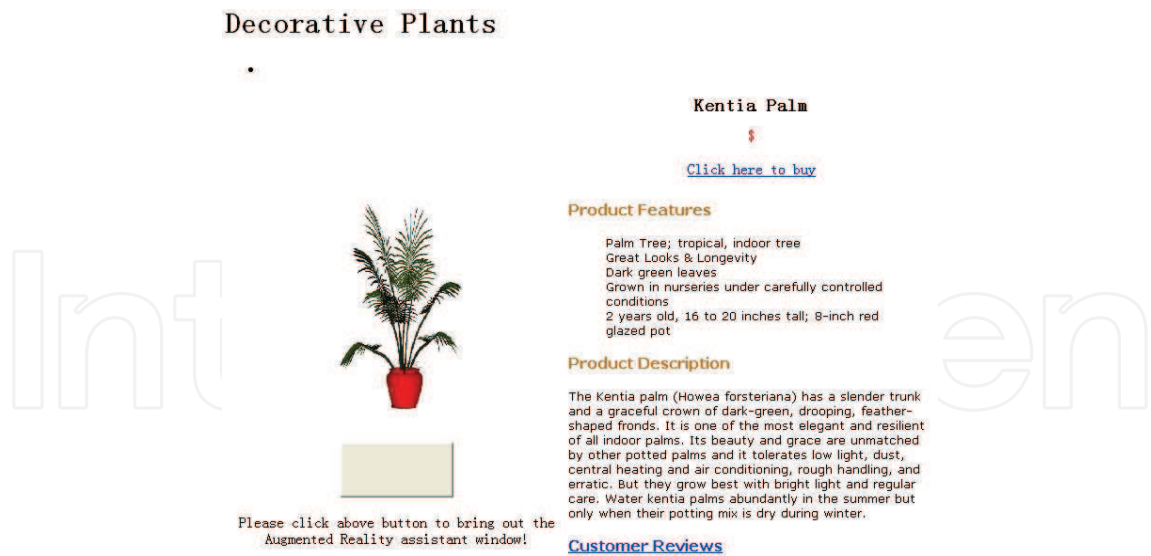 Decorative Plants
•
Kentia Palm
$
Click here to buy
Product Features
Palm Tree; tropical, indoor tree
Great Looks & Longevity
Dark green leaves
Grown in nurseries under carefully controlled
conditions
2 years old, 16 to 20 inches tall; 8-inch red
glazed pot
Product Description
The Kentia palm (Howea forsteriana) has a slender trunk
and a graceful crown of dark-green, drooping, feather-
shaped fronds. It is one of the most elegant and resilient
of all indoor palms. Its beauty and grace are unmatched
by other potted palms and it tolerates low light, dust,
central heating and air conditioning, rough handling, and
erratic. But they grow best with bright light and regular
care. Water kentia palms abundantly in the summer but
only when their potting mix is dry during winter.
Please click above button to bring out the
Augmented Reality assistant window!
Customer Reviews
Int
en